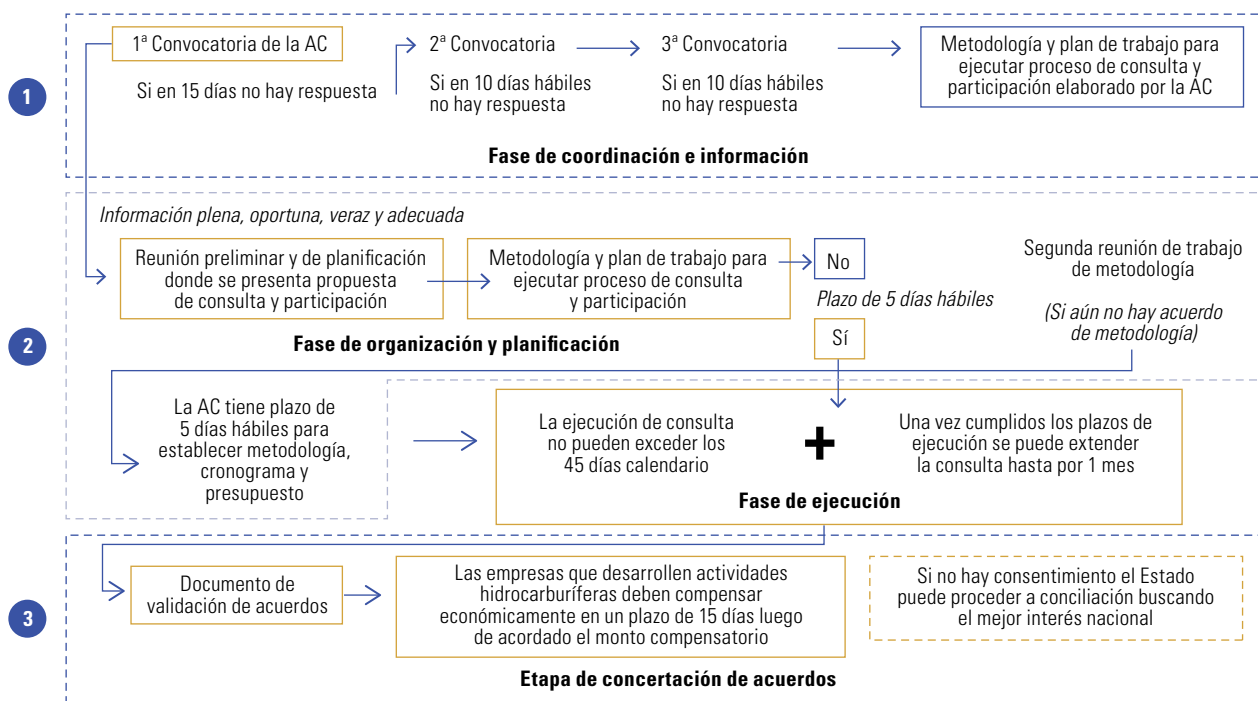 1
1ª Convocatoria de la AC
Si en 15 días no hay respuesta
2ª Convocatoria
Si en 10 días hábiles
no hay respuesta
3ª Convocatoria
Si en 10 días hábiles
no hay respuesta
Metodología y plan de trabajo para
ejecutar proceso de consulta y
participación elaborado por la AC
Fase de coordinación e información
2
Información plena, oportuna, veraz y adecuada
Reunión preliminar y de planificación
donde se presenta propuesta
de consulta y participación
Metodología y plan de trabajo para
ejecutar proceso de consulta
y participación
No
Plazo de 5 días hábiles
Sí
Segunda reunión de trabajo
de metodología
(Si aún no hay acuerdo
de metodología)
Fase de organización y planificación
La AC tiene plazo de
5 días hábiles para
establecer metodología,
cronograma y
presupuesto
La ejecución de consulta
no pueden exceder los
45 días calendario
+
Una vez cumplidos los plazos de
ejecución se puede extender
la consulta hasta por 1 mes
Fase de ejecución
3
Documento de
validación de acuerdos
Las empresas que desarrollen actividades
hidrocarburíferas deben compensar
económicamente en un plazo de 15 días luego
de acordado el monto compensatorio
Si no hay consentimiento el Estado
puede proceder a conciliación buscando
el mejor interés nacional
Etapa de concertación de acuerdos